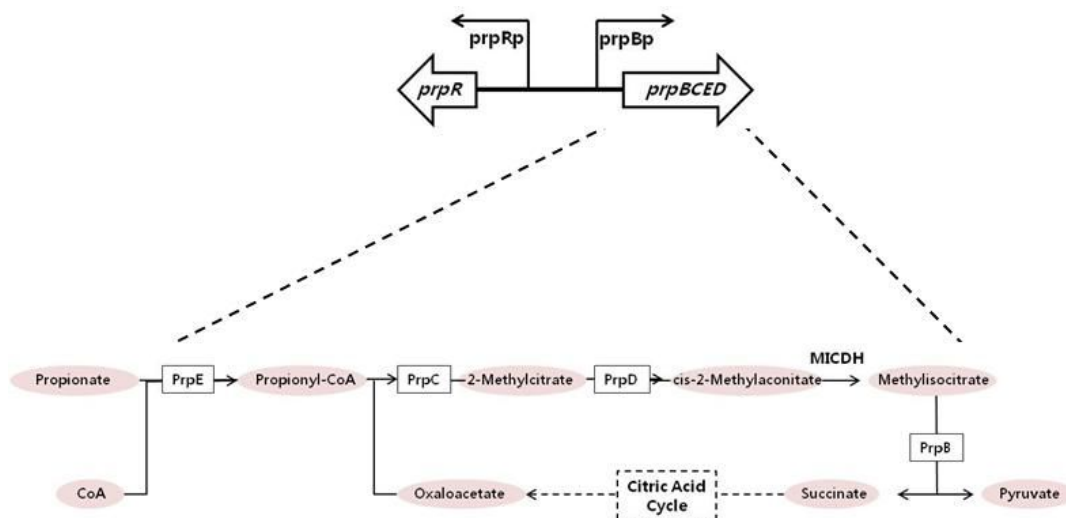 prpRp
prpBp
prpR
prpBCED
MICDH
Propionate
PrpE
Propionyl-CoA
PrpC
2-Methylcitrate
PrpD
cis-2-Methylaconitate
Methylisocitrate
PrpB
CoA
Oxaloacetate
Citric Acid
Cycle
Succinate
Pyruvate